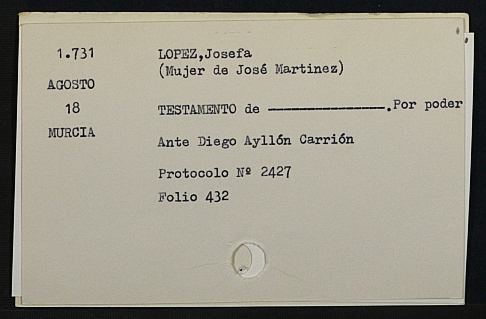 1.731
LOPEZ,Josefa
(Mujer de José Martinez)
AGOSTO
18
TESTAMENTO de ————————.Por poder
MURCIA
Ante Diego Ayllón Carrión
Protocolo Nº 2427
Folio 432